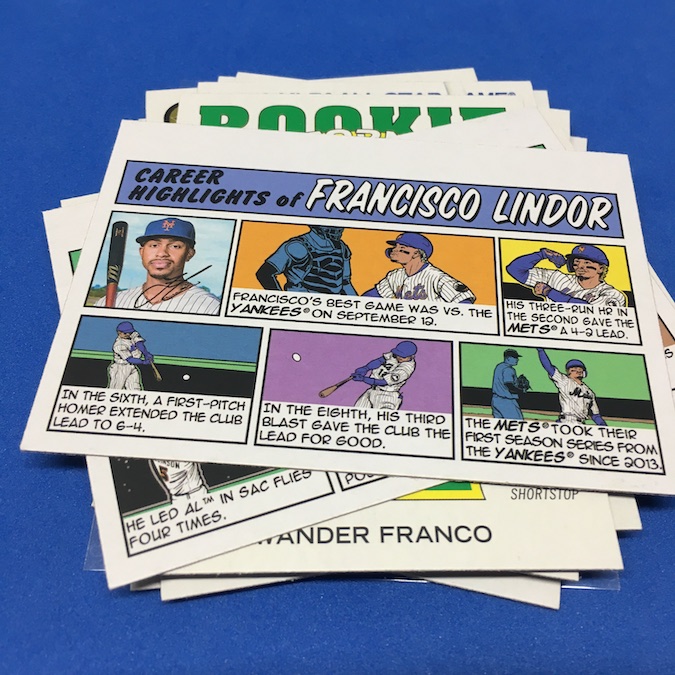 ROOKIE
CAREER
HIGHLIGHTS of FRANCISCO LINDOR
FRANCISCO'S BEST GAME WAS VS. THE
YANKEES® ON SEPTEMBER 12.
HIS THREE-RUN HR IN
THE SECOND GAVE THE
METS® A 4-2 LEAD.
IN THE SIXTH, A FIRST-PITCH
HOMER EXTENDED THE CLUB
LEAD TO 6-4.
IN THE EIGHTH, HIS THIRD
BLAST GAVE THE CLUB THE
LEAD FOR GOOD.
THE METS® TOOK THEIR
FIRST SEASON SERIES FROM
THE YANKEES® SINCE 2013.
HE LED AL™ IN SAC FLIES
FOUR TIMES.
SHORTSTOP
WANDER FRANCO